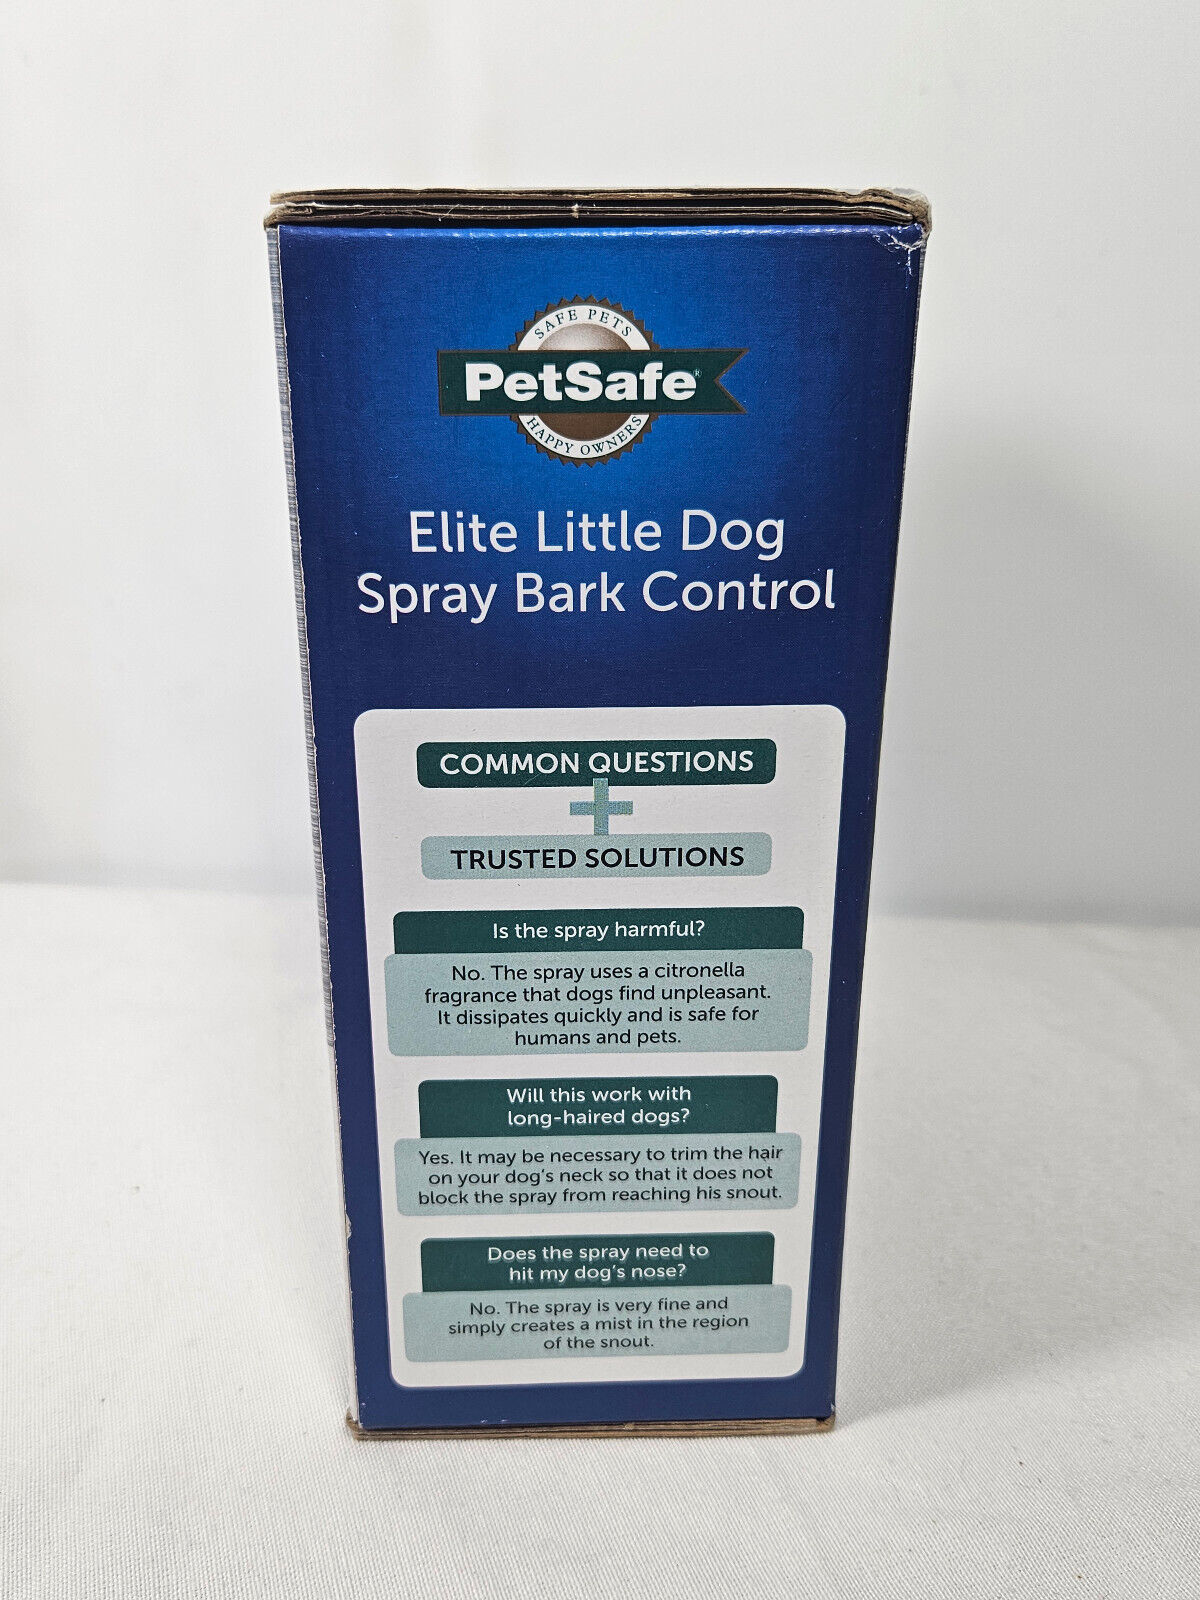 SAFE PETS
PetSafe®
HAPPY OWNERS
Elite Little Dog
Spray Bark Control
COMMON QUESTIONS
+
TRUSTED SOLUTIONS
Is the spray harmful?
No. The spray uses a citronella
fragrance that dogs find unpleasant.
It dissipates quickly and is safe for
humans and pets.
Will this work with
long-haired dogs?
Yes. It may be necessary to trim the hair
on your dog's neck so that it does not
block the spray from reaching his snout.
Does the spray need to
hit my dog's nose?
No. The spray is very fine and
simply creates a mist in the region
of the snout.